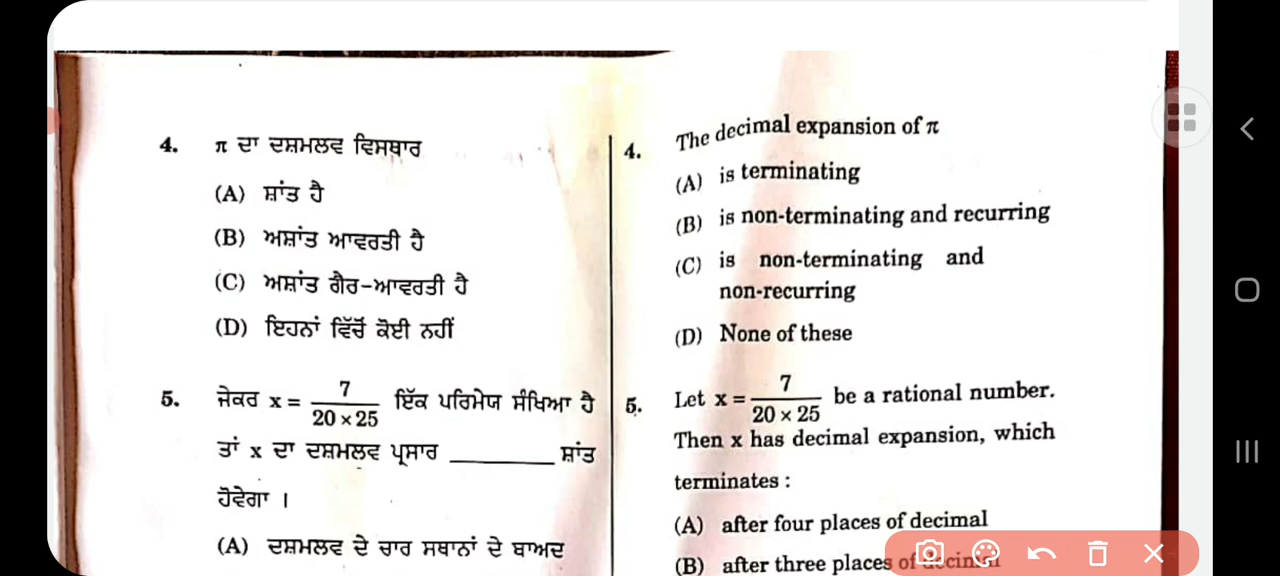 4. π ਦਾ ਦਸ਼ਮਲਵ ਵਿਸਥਾਰ
(A) ਸ਼ਾਂਤ ਹੈ
(B) ਅਸ਼ਾਂਤ ਆਵਰਤੀ ਹੈ
(C) ਅਸ਼ਾਂਤ ਗੈਰ-ਆਵਰਤੀ ਹੈ
(D) ਇਹਨਾਂ ਵਿੱਚੋਂ ਕੋਈ ਨਹੀਂ
5. ਜੇਕਰ x = 7 / 20 × 25 ਇੱਕ ਪਰਿਮੇਯ ਸੰਖਿਆ ਹੈ
ਤਾਂ x ਦਾ ਦਸ਼ਮਲਵ ਪ੍ਰਸਾਰ ________ ਸ਼ਾਂਤ
ਹੋਵੇਗਾ ।
(A) ਦਸ਼ਮਲਵ ਦੇ ਚਾਰ ਸਥਾਨਾਂ ਦੇ ਬਾਅਦ
4. The decimal expansion of π
(A) is terminating
(B) is non-terminating and recurring
(C) is non-terminating and
non-recurring
(D) None of these
5. Let x = 7 / 20 × 25 be a rational number.
Then x has decimal expansion, which
terminates :
(A) after four places of decimal
(B) after three places of decimal